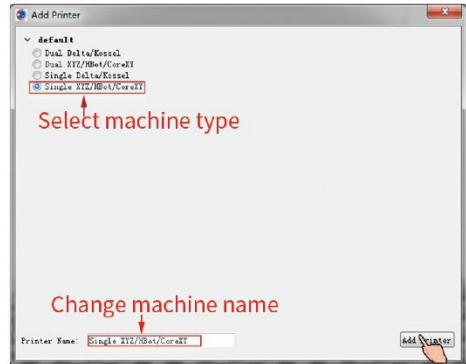 Add Printer
default
Dual Delta/Kossel
Dual XYZ/HBot/CoreXY
Single Delta/Kossel
Single XYZ/HBot/CoreXY
Select machine type
Change machine name
Printer Name: Single XYZ/HBot/CoreXY
Add Printer